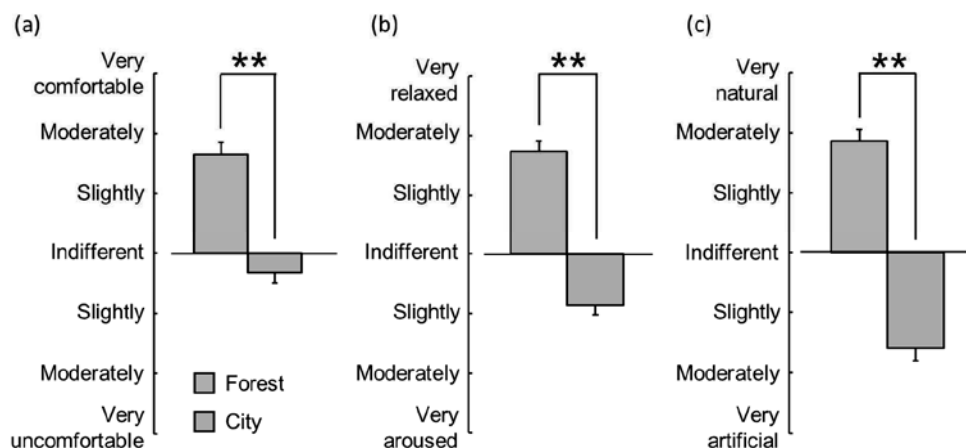 (a)
Very
comfortable
Moderately
Slightly
Indifferent
Slightly
Moderately
Very
uncomfortable
**
Forest
City
(b)
Very
relaxed
Moderately
Slightly
Indifferent
Slightly
Moderately
Very
aroused
**
(c)
Very
natural
Moderately
Slightly
Indifferent
Slightly
Moderately
Very
artificial
**